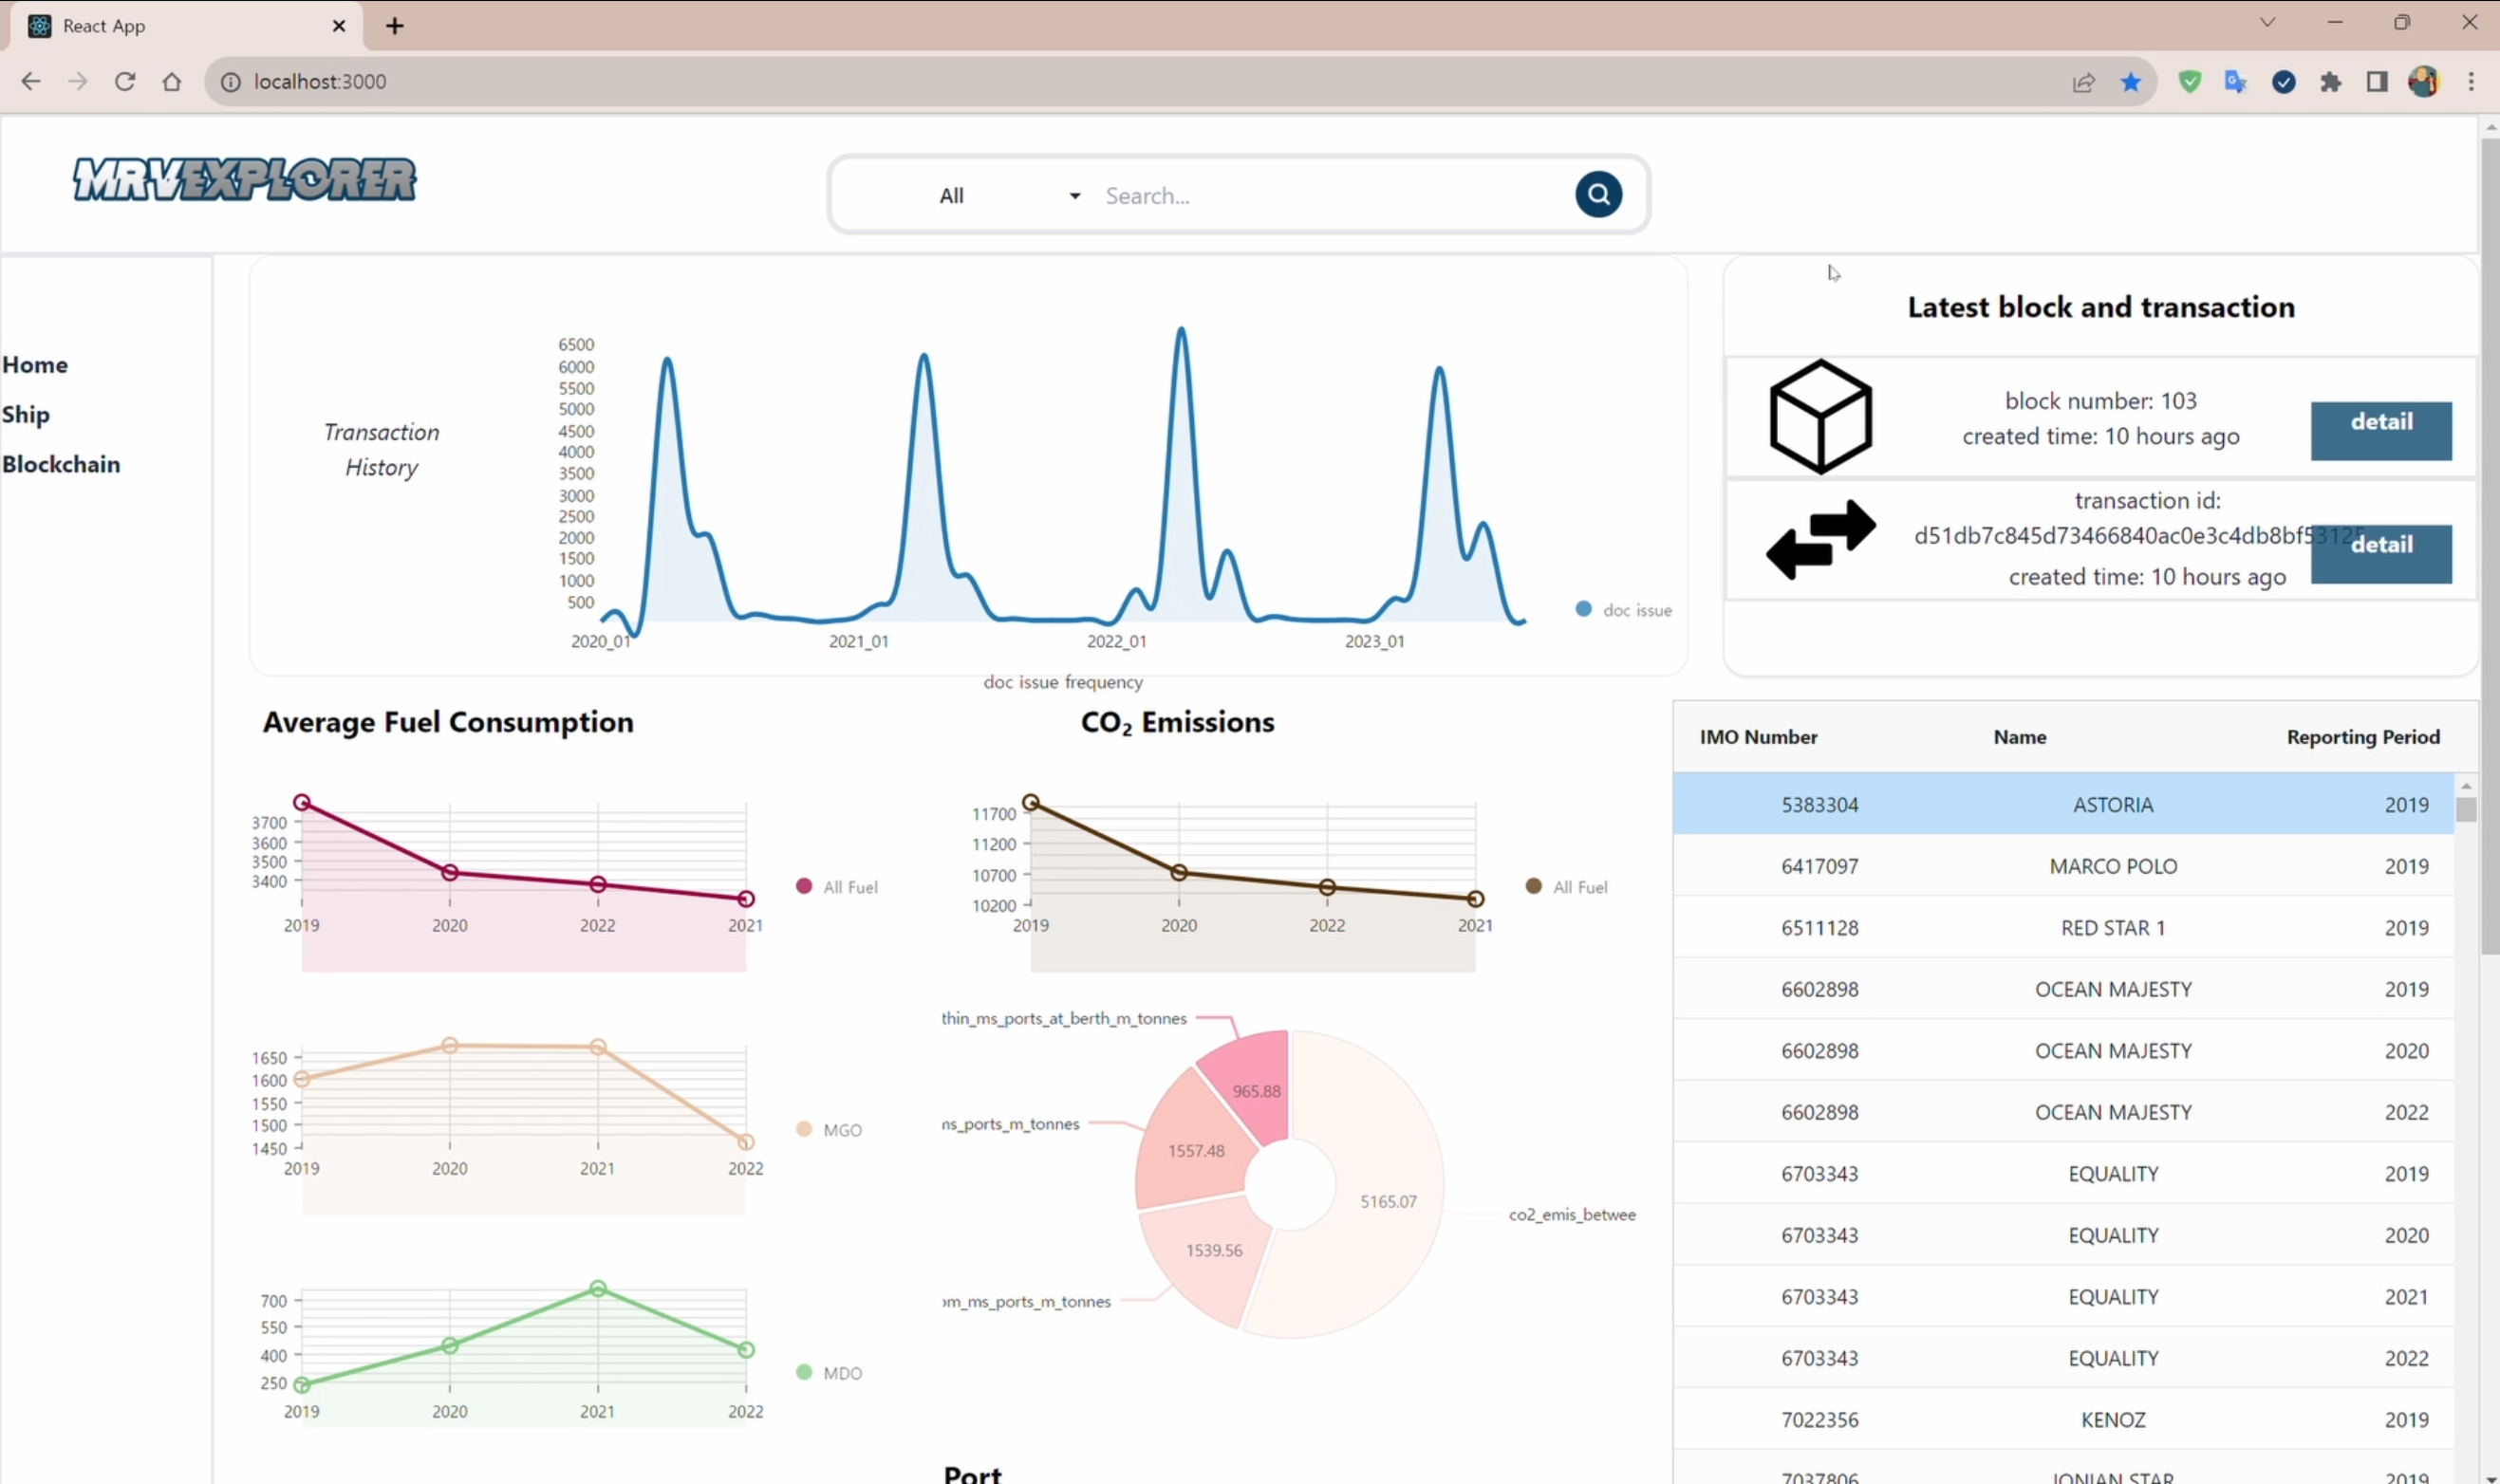 React App
localhost:3000
MRVEXPLORER
All
Search...
Home
Ship
Blockchain
Transaction
History
6500
6000
5500
5000
4500
4000
3500
3000
2500
2000
1500
1000
500
2020_01
2021_01
2022_01
2023_01
doc issue
doc issue frequency
Latest block and transaction
block number: 103
created time: 10 hours ago
detail
transaction id:
d51db7c845d73466840ac0e3c4db8bf53125
created time: 10 hours ago
detail
Average Fuel Consumption
3700
3600
3500
3400
2019
2020
2022
2021
All Fuel
1650
1600
1550
1500
1450
2019
2020
2021
2022
MGO
700
550
400
250
2019
2020
2021
2022
MDO
CO₂ Emissions
11700
11200
10700
10200
2019
2020
2022
2021
All Fuel
thin_ms_ports_at_berth_m_tonnes
965.88
ns_ports_m_tonnes
1557.48
5165.07
co2_emis_betwee
1539.56
om_ms_ports_m_tonnes
Port
IMO Number Name Reporting Period
5383304 ASTORIA 2019
6417097 MARCO POLO 2019
6511128 RED STAR 1 2019
6602898 OCEAN MAJESTY 2019
6602898 OCEAN MAJESTY 2020
6602898 OCEAN MAJESTY 2022
6703343 EQUALITY 2019
6703343 EQUALITY 2020
6703343 EQUALITY 2021
6703343 EQUALITY 2022
7022356 KENOZ 2019
7037806 IONIAN STAR 2019